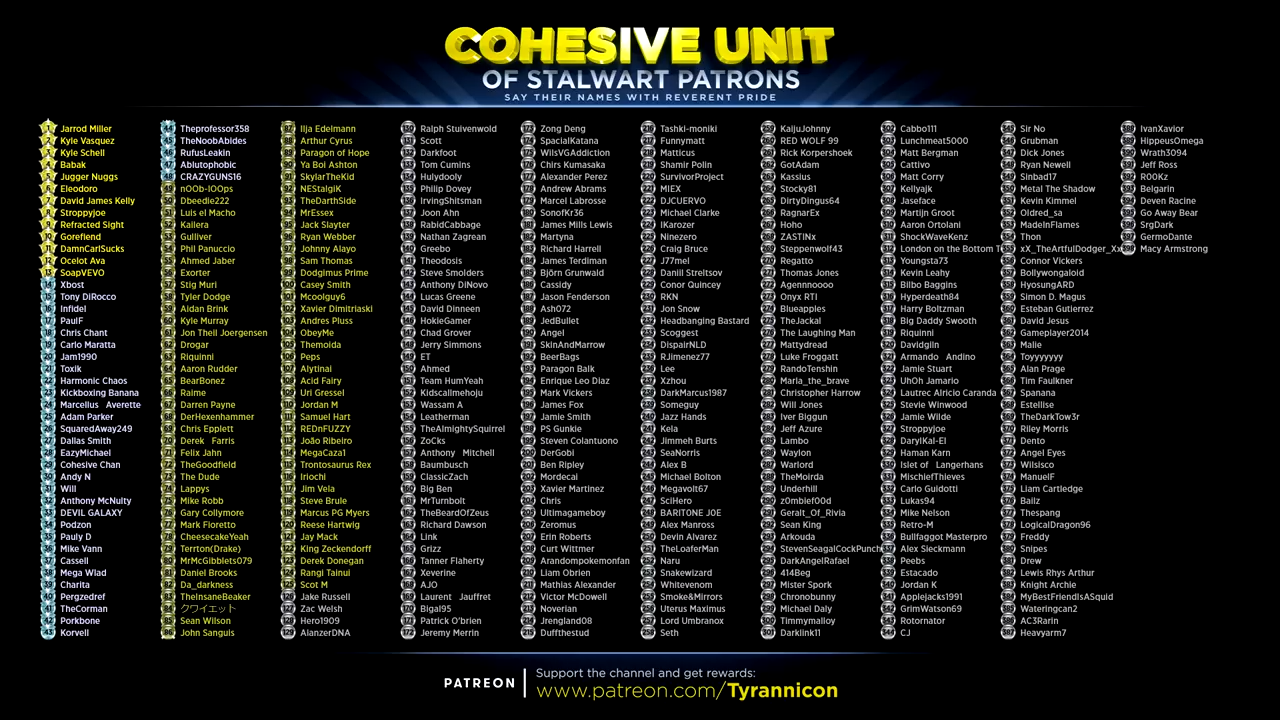 COHESIVE UNIT
OF STALWART PATRONS
SAY THEIR NAMES WITH REVERENT PRIDE
Jarrod Miller
Kyle Vasquez
Kyle Schell
Babak
Jugger Nuggs
Eleodoro
David James Kelly
Stroppyjoe
Refracted Sight
Gorefiend
DamnCarlSucks
Ocelot Ava
SoapVEVO
Xbost
Tony DiRocco
Infidel
PaulF
Chris Chant
Carlo Maratta
Jam1990
Toxik
Harmonic Chaos
Kickboxing Banana
Marcellus Averette
Adam Parker
SquaredAway249
Dallas Smith
EazyMichael
Cohesive Chan
Andy N
Will
Anthony McNulty
DEVIL GALAXY
Podzon
Pauly D
Mike Vann
Cassell
Mega Wlad
Charita
Pergzedref
TheCorman
Porkbone
Korvell
Theprofessor358
TheNoobAbides
RufusLeakin
Ablutophobic
CRAZYGUNS16
nOOb-lOOps
Dbeedle222
Luis el Macho
Kailera
Gulliver
Phil Panuccio
Ahmed Jaber
Exorter
Stig Muri
Tyler Dodge
Aidan Brink
Kyle Murray
Jon Theil Joergensen
Drogar
Riquinni
Aaron Rudder
BearBonez
Raime
Darren Payne
DerHexenhammer
Chris Epplett
Derek Farris
Felix Jahn
TheGoodfield
The Dude
Lappys
Mike Robb
Gary Collymore
Mark Floretto
CheesecakeYeah
Terrton(Drake)
MrMcGibblets079
Daniel Brooks
Da_darkness
TheInsaneBeaker
クワイエット
Sean Wilson
John Sanguis
Ilja Edelmann
Arthur Cyrus
Paragon of Hope
Ya Boi Ashton
SkylarTheKid
NEStalgiK
TheDarthSide
MrEssex
Jack Slayter
Ryan Webber
Johnny Alayo
Sam Thomas
Dodgimus Prime
Casey Smith
Mcoolguy6
Xavier Dimitriaski
Andres Pluss
ObeyMe
Themolda
Peps
Alytinai
Acid Fairy
Uri Gressel
Jordan M
Samuel Hart
REDnFUZZY
João Ribeiro
MegaCaza1
Trontosaurus Rex
Iriochi
Jim Vela
Steve Brule
Marcus PG Myers
Reese Hartwig
Jay Mack
King Zeckendorff
Derek Donegan
Rangi Tainui
Scot M
Jake Russell
Zac Welsh
Hero1909
AlanzerDNA
Ralph Stuivenwold
Scott
Darkfoot
Tom Cumins
Hulydooly
Philip Dovey
IrvingShitsman
Joon Ahn
RabidCabbage
Nathan Zagrean
Greebo
Theodosis
Steve Smolders
Anthony DiNovo
Lucas Greene
David Dinneen
HokieGamer
Chad Grover
Jerry Simmons
ET
Ahmed
Team HumYeah
Kidscallmehoju
Wassam A
Leatherman
TheAlmightySquirrel
ZoCks
Anthony Mitchell
Baumbusch
ClassicZach
Big Ben
MrTurnbolt
TheBeardOfZeus
Richard Dawson
Link
Grizz
Tanner Flaherty
Xeverine
AJO
Laurent Jauffret
Bigal95
Patrick O'brien
Jeremy Merrin
Zong Deng
SpacialKatana
WilsVGAddiction
Chirs Kumasaka
Alexander Perez
Andrew Abrams
Marcel Labrosse
SonofKr36
James Mills Lewis
Martyna
Richard Harrell
James Terdiman
Björn Grunwald
Cassidy
Jason Fenderson
Ash072
JedBullet
Angel
SkinAndMarrow
BeerBags
Paragon Balk
Enrique Leo Diaz
Mark Vickers
James Fox
Jamie Smith
PS Gunkie
Steven Colantuono
DerGobi
Ben Ripley
Mordecai
Xavier Martinez
Chris
Ultimagameboy
Zeromus
Erin Roberts
Curt Wittmer
Arandompokemonfan
Liam Obrien
Mathias Alexander
Victor McDowell
Noverian
Jrengland08
Duffthestud
Tashki-moniki
Funnymatt
Matticus
Shamir Polin
SurvivorProject
MIEX
DJCUERVO
Michael Clarke
IKarozer
Ninezero
Craig Bruce
J77mel
Daniil Streltsov
Conor Quincey
RKN
Jon Snow
Headbanging Bastard
Scoggest
DispairNLD
RJimenez77
Lee
Xzhou
DarkMarcus1987
Someguy
Jazz Hands
Kela
Jimmeh Burts
SeaNorris
Alex B
Michael Bolton
Megavolt67
SciHero
BARITONE JOE
Alex Manross
Devin Alvarez
TheLoaferMan
Naru
Snakewizard
Whitevenom
Smoke&Mirrors
Uterus Maximus
Lord Umbranox
Seth
KaijuJohnny
RED WOLF 99
Rick Korpershoek
GotAdam
Kassius
Stocky81
DirtyDingus64
RagnarEx
Hoho
ZASTINx
Steppenwolf43
Regatto
Thomas Jones
Agennnoooo
Onyx RTI
Blueapples
TheJackal
The Laughing Man
Mattydread
Luke Froggatt
RandoTenshin
Marla_the_brave
Christopher Harrow
Will Jones
Iver Biggun
Jeff Azure
Lambo
Waylon
Warlord
TheMoirda
Underhill
Zombief00d
Geralt_Of_Rivia
Sean King
Arkouda
StevenSeagalCockPunch
DarkAngelRafael
414Beg
Mister Spork
Chronobunny
Michael Daly
Timmymalloy
Darklink11
Cabbo111
Lunchmeat5000
Matt Bergman
Cattivo
Matt Corry
Kellyajk
Jaseface
Martijn Groot
Aaron Ortolani
ShockWaveKenz
London on the Bottom
Youngsta73
Kevin Leahy
Bilbo Baggins
Hyperdeath84
Harry Boltzman
Big Daddy Swooth
Riquinni
Davidgiln
Armando Andino
Jamie Stuart
UhOh Jamario
Lautrec Alricio Caranda
Stevie Winwood
Jamie Wilde
Stroppyjoe
DarylKal-El
Haman Karn
Islet of Langerhans
MischiefThieves
Carlo Guidotti
Lukas94
Mike Nelson
Retro-M
Bullfaggot Masterpro
Alex Sieckmann
Peebs
Estacado
Jordan K
Applejacks1991
GrimWatson69
Rotornator
CJ
Sir No
Grubman
Dick Jones
Ryan Newell
Sinbad17
Metal The Shadow
Kevin Kimmel
Oldred_sa
MadeInFlames
Thon
xX_TheArtfulDodger_Xx
Connor Vickers
Bollywongaloid
HyosungARD
Simon D. Magus
Esteban Gutierrez
David Jesus
Gameplayer2014
Malie
Toyyyyyyy
Alan Prage
Tim Faulkner
Spanana
Estellise
TheDarkTow3r
Riley Morris
Dento
Angel Eyes
Wilsisco
ManuelF
Liam Cartledge
Bailz
Thespang
LogicalDragon96
Freddy
Snipes
Drew
Lewis Rhys Arthur
Knight Archie
MyBestFriendIsASquid
Wateringcan2
AC3Rarin
Heavyarm7
IvanXavior
HippeusOmega
Wrath3094
Jeff Ross
R00Kz
Belgarin
Deven Racine
Go Away Bear
SrgDark
GermoDante
Macy Armstrong
PATREON
Support the channel and get rewards:
www.patreon.com/Tyrannicon